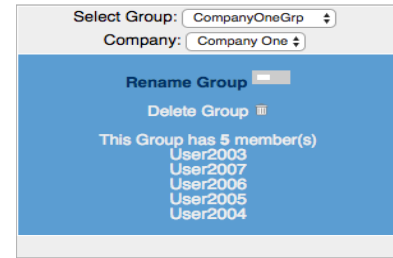 Select Group: CompanyOneGrp
Company: Company One
Rename Group
Delete Group
This Group has 5 member(s)
User2003
User2007
User2006
User2005
User2004